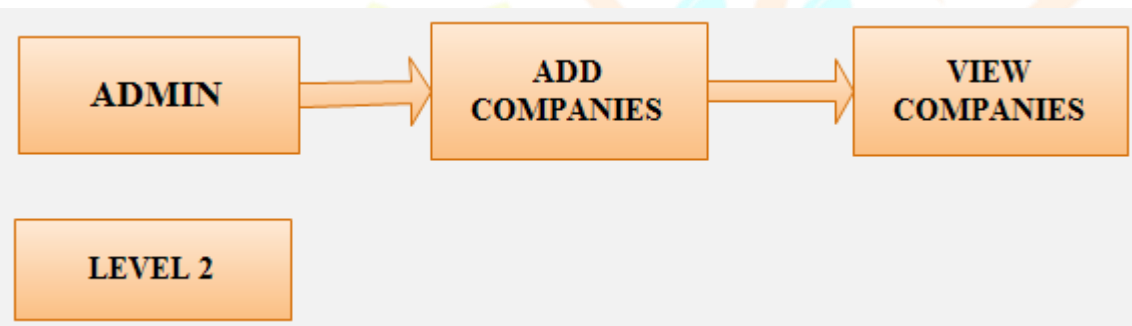 ADMIN
ADD
COMPANIES
VIEW
COMPANIES
LEVEL 2